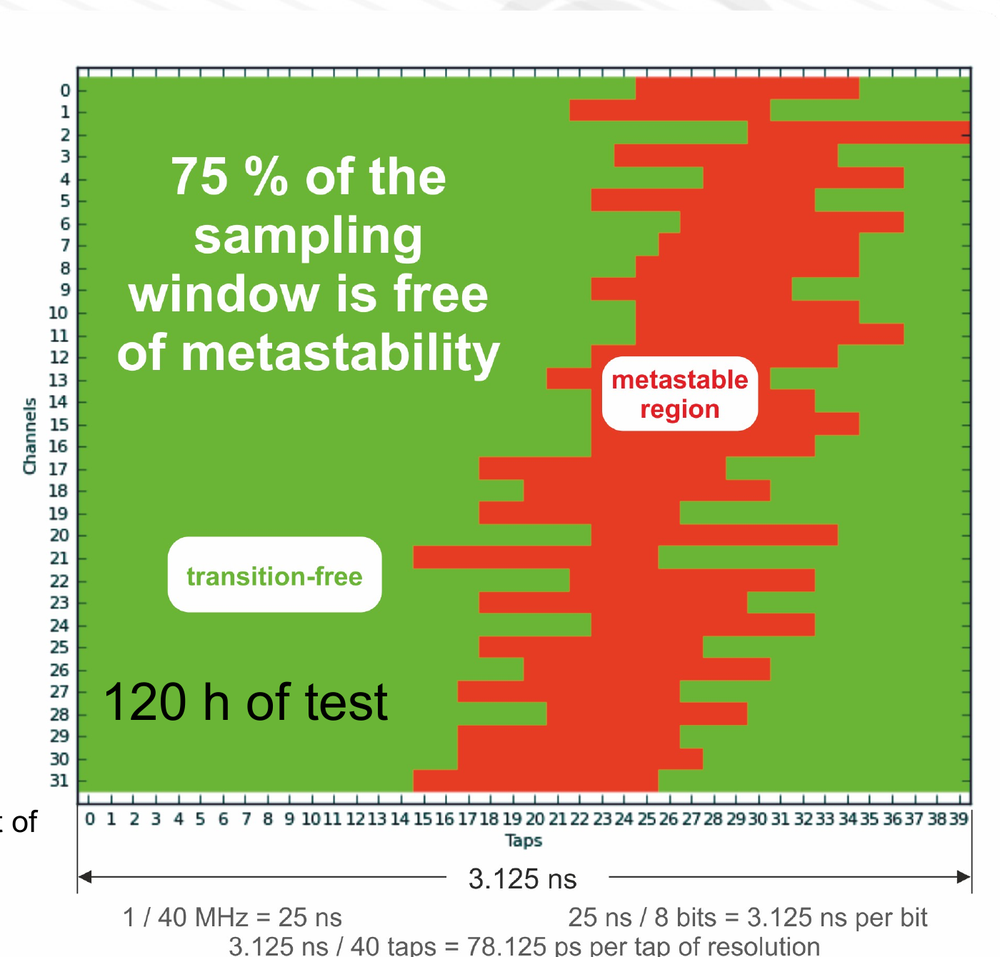 0
1
2
3
75 % of the
4
5
sampling
6
7
8
window is free
9
10
11
of metastability
12
13
metastable
14
region
15
16
Channels
17
18
19
20
21
transition-free
22
23
24
25
26
27
120 h of test
28
29
30
31
t of
0 1 2 3 4 5 6 7 8 9 10 11 12 13 14 15 16 17 18 19 20 21 22 23 24 25 26 27 28 29 30 31 32 33 34 35 36 37 38 39
Taps
3.125 ns
1 / 40 MHz = 25 ns 25 ns / 8 bits = 3.125 ns per bit
3.125 ns / 40 taps = 78.125 ps per tap of resolution